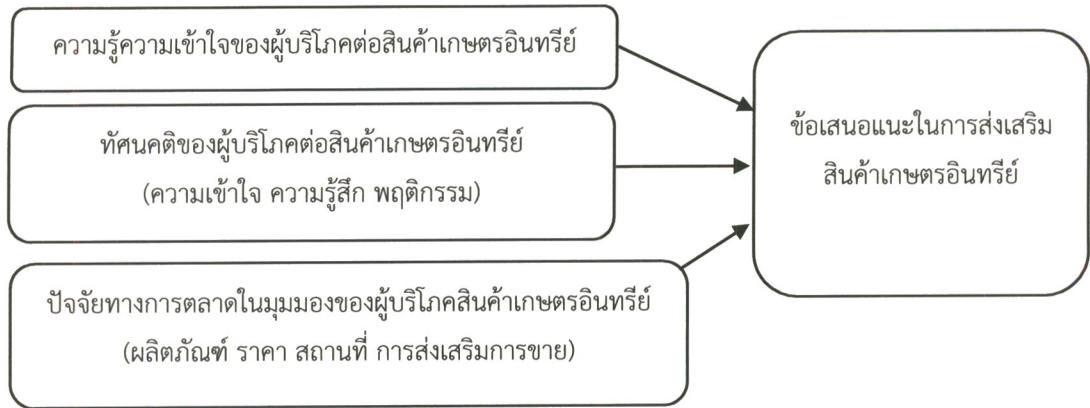 ความรู้ความเข้าใจของผู้บริโภคต่อสินค้าเกษตรอินทรีย์
ทัศนคติของผู้บริโภคต่อสินค้าเกษตรอินทรีย์
(ความเข้าใจ ความรู้สึก พฤติกรรม)
ปัจจัยทางการตลาดในมุมมองของผู้บริโภคสินค้าเกษตรอินทรีย์
(ผลิตภัณฑ์ ราคา สถานที่ การส่งเสริมการขาย)
ข้อเสนอแนะในการส่งเสริม
สินค้าเกษตรอินทรีย์